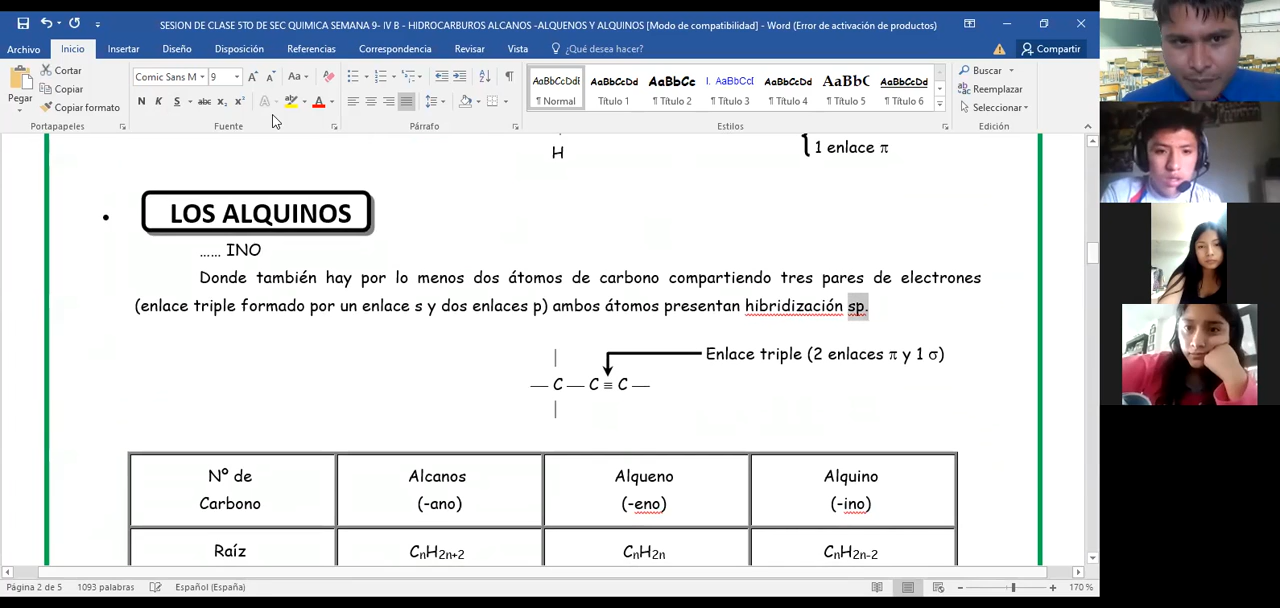 SESION DE CLASE 5TO DE SEC QUIMICA SEMANA 9- IV B - HIDROCARBUROS ALCANOS -ALQUENOS Y ALQUINOS [Modo de compatibilidad] - Word (Error de activación de productos)
Archivo Inicio Insertar Diseño Disposición Referencias Correspondencia Revisar Vista ¿Qué desea hacer? Compartir
Pegar
Cortar
Copiar
Copiar formato
Portapapeles
Comic Sans M 9
N K S abc x₂ x²
Fuente
Párrafo
AaBbCcDdI AaBbCcDd AaBbCc I. AaBbCcI AaBbC AaBbCcDd AaBbCcDd
¶ Normal ¶ Título 1 ¶ Título 2 ¶ Título 3 ¶ Título 4 ¶ Título 5 ¶ Título 6
Estilos
Buscar
Reemplazar
Seleccionar
Edición
H
1 enlace π
LOS ALQUINOS
...... INO
Donde también hay por lo menos dos átomos de carbono compartiendo tres pares de electrones
(enlace triple formado por un enlace s y dos enlaces p) ambos átomos presentan hibridización sp.
Enlace triple (2 enlaces π y 1 σ)
— C — C ≡ C —
Nº de Carbono Alcanos (-ano) Alqueno (-eno) Alquino (-ino)
Raíz CnH2n+2 CnH2n CnH2n-2
Página 2 de 5 1093 palabras Español (España) 170 %